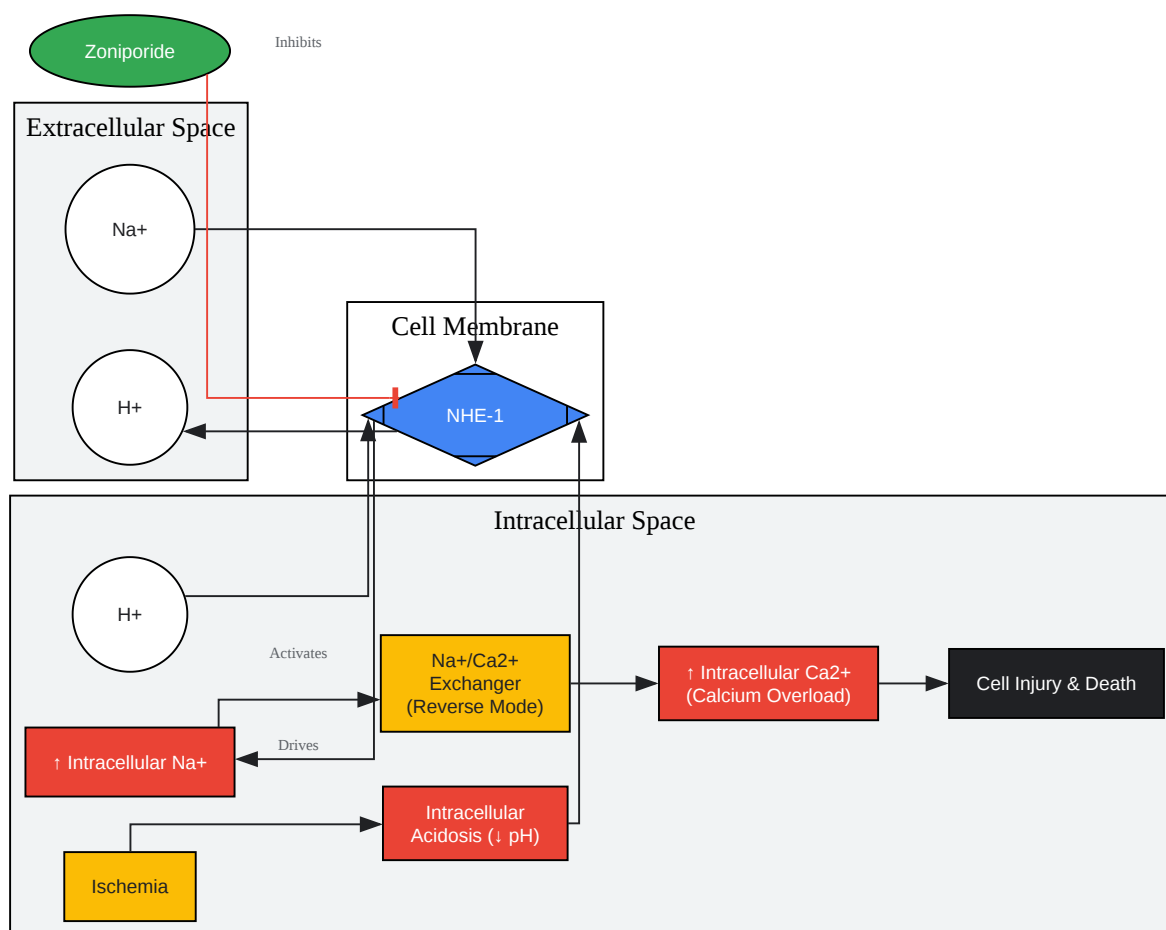 Zoniporide
Inhibits
Extracellular Space
Na+
Cell Membrane
H+
NHE-1
Intracellular Space
H+
Activates
Na+/Ca2+
Exchanger
(Reverse Mode)
↑ Intracellular Ca2+
(Calcium Overload)
Cell Injury & Death
Drives
↑ Intracellular Na+
Intracellular
Acidosis (↓ pH)
Ischemia